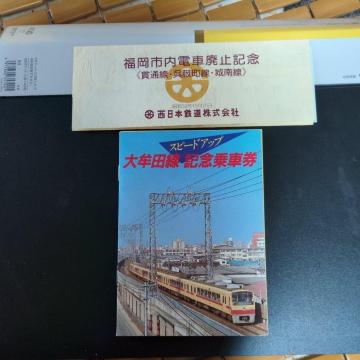 福岡市内電車廃止記念
《貫通線・呉服町線・城南線》
西日本鉄道株式会社
スピードアップ
大牟田線 記念乗車券